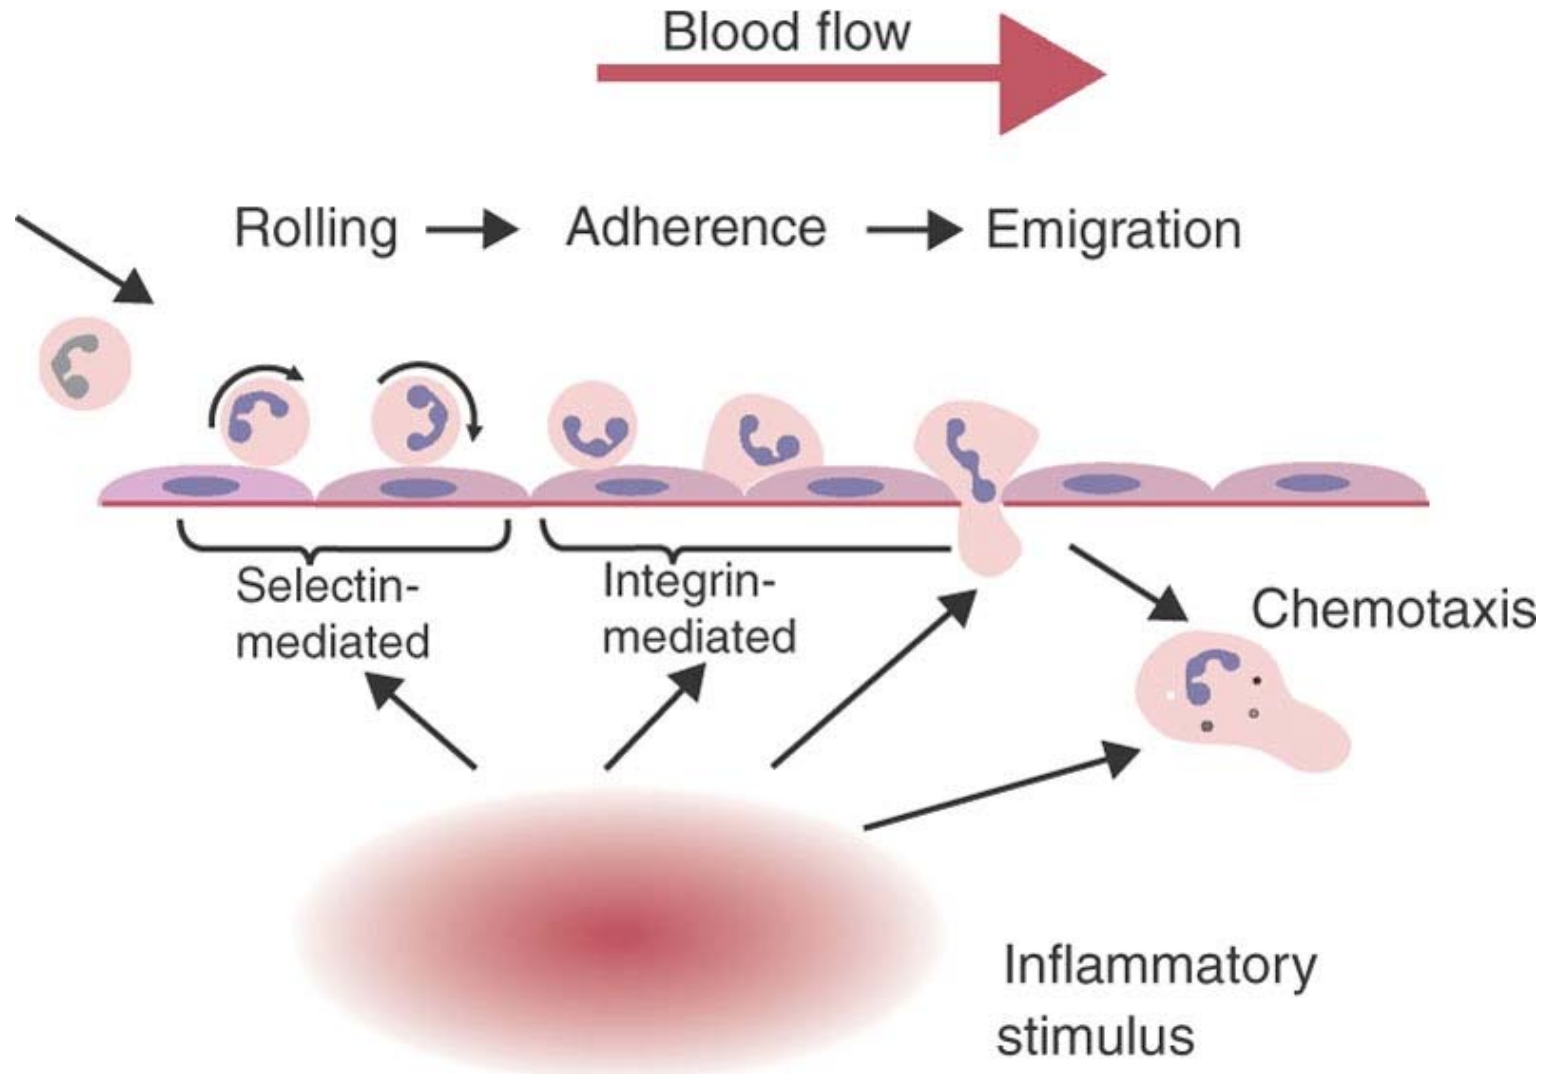 Blood flow
Rolling
Adherence
Emigration
Selectin-
mediated
Integrin-
mediated
Chemotaxis
Inflammatory
stimulus